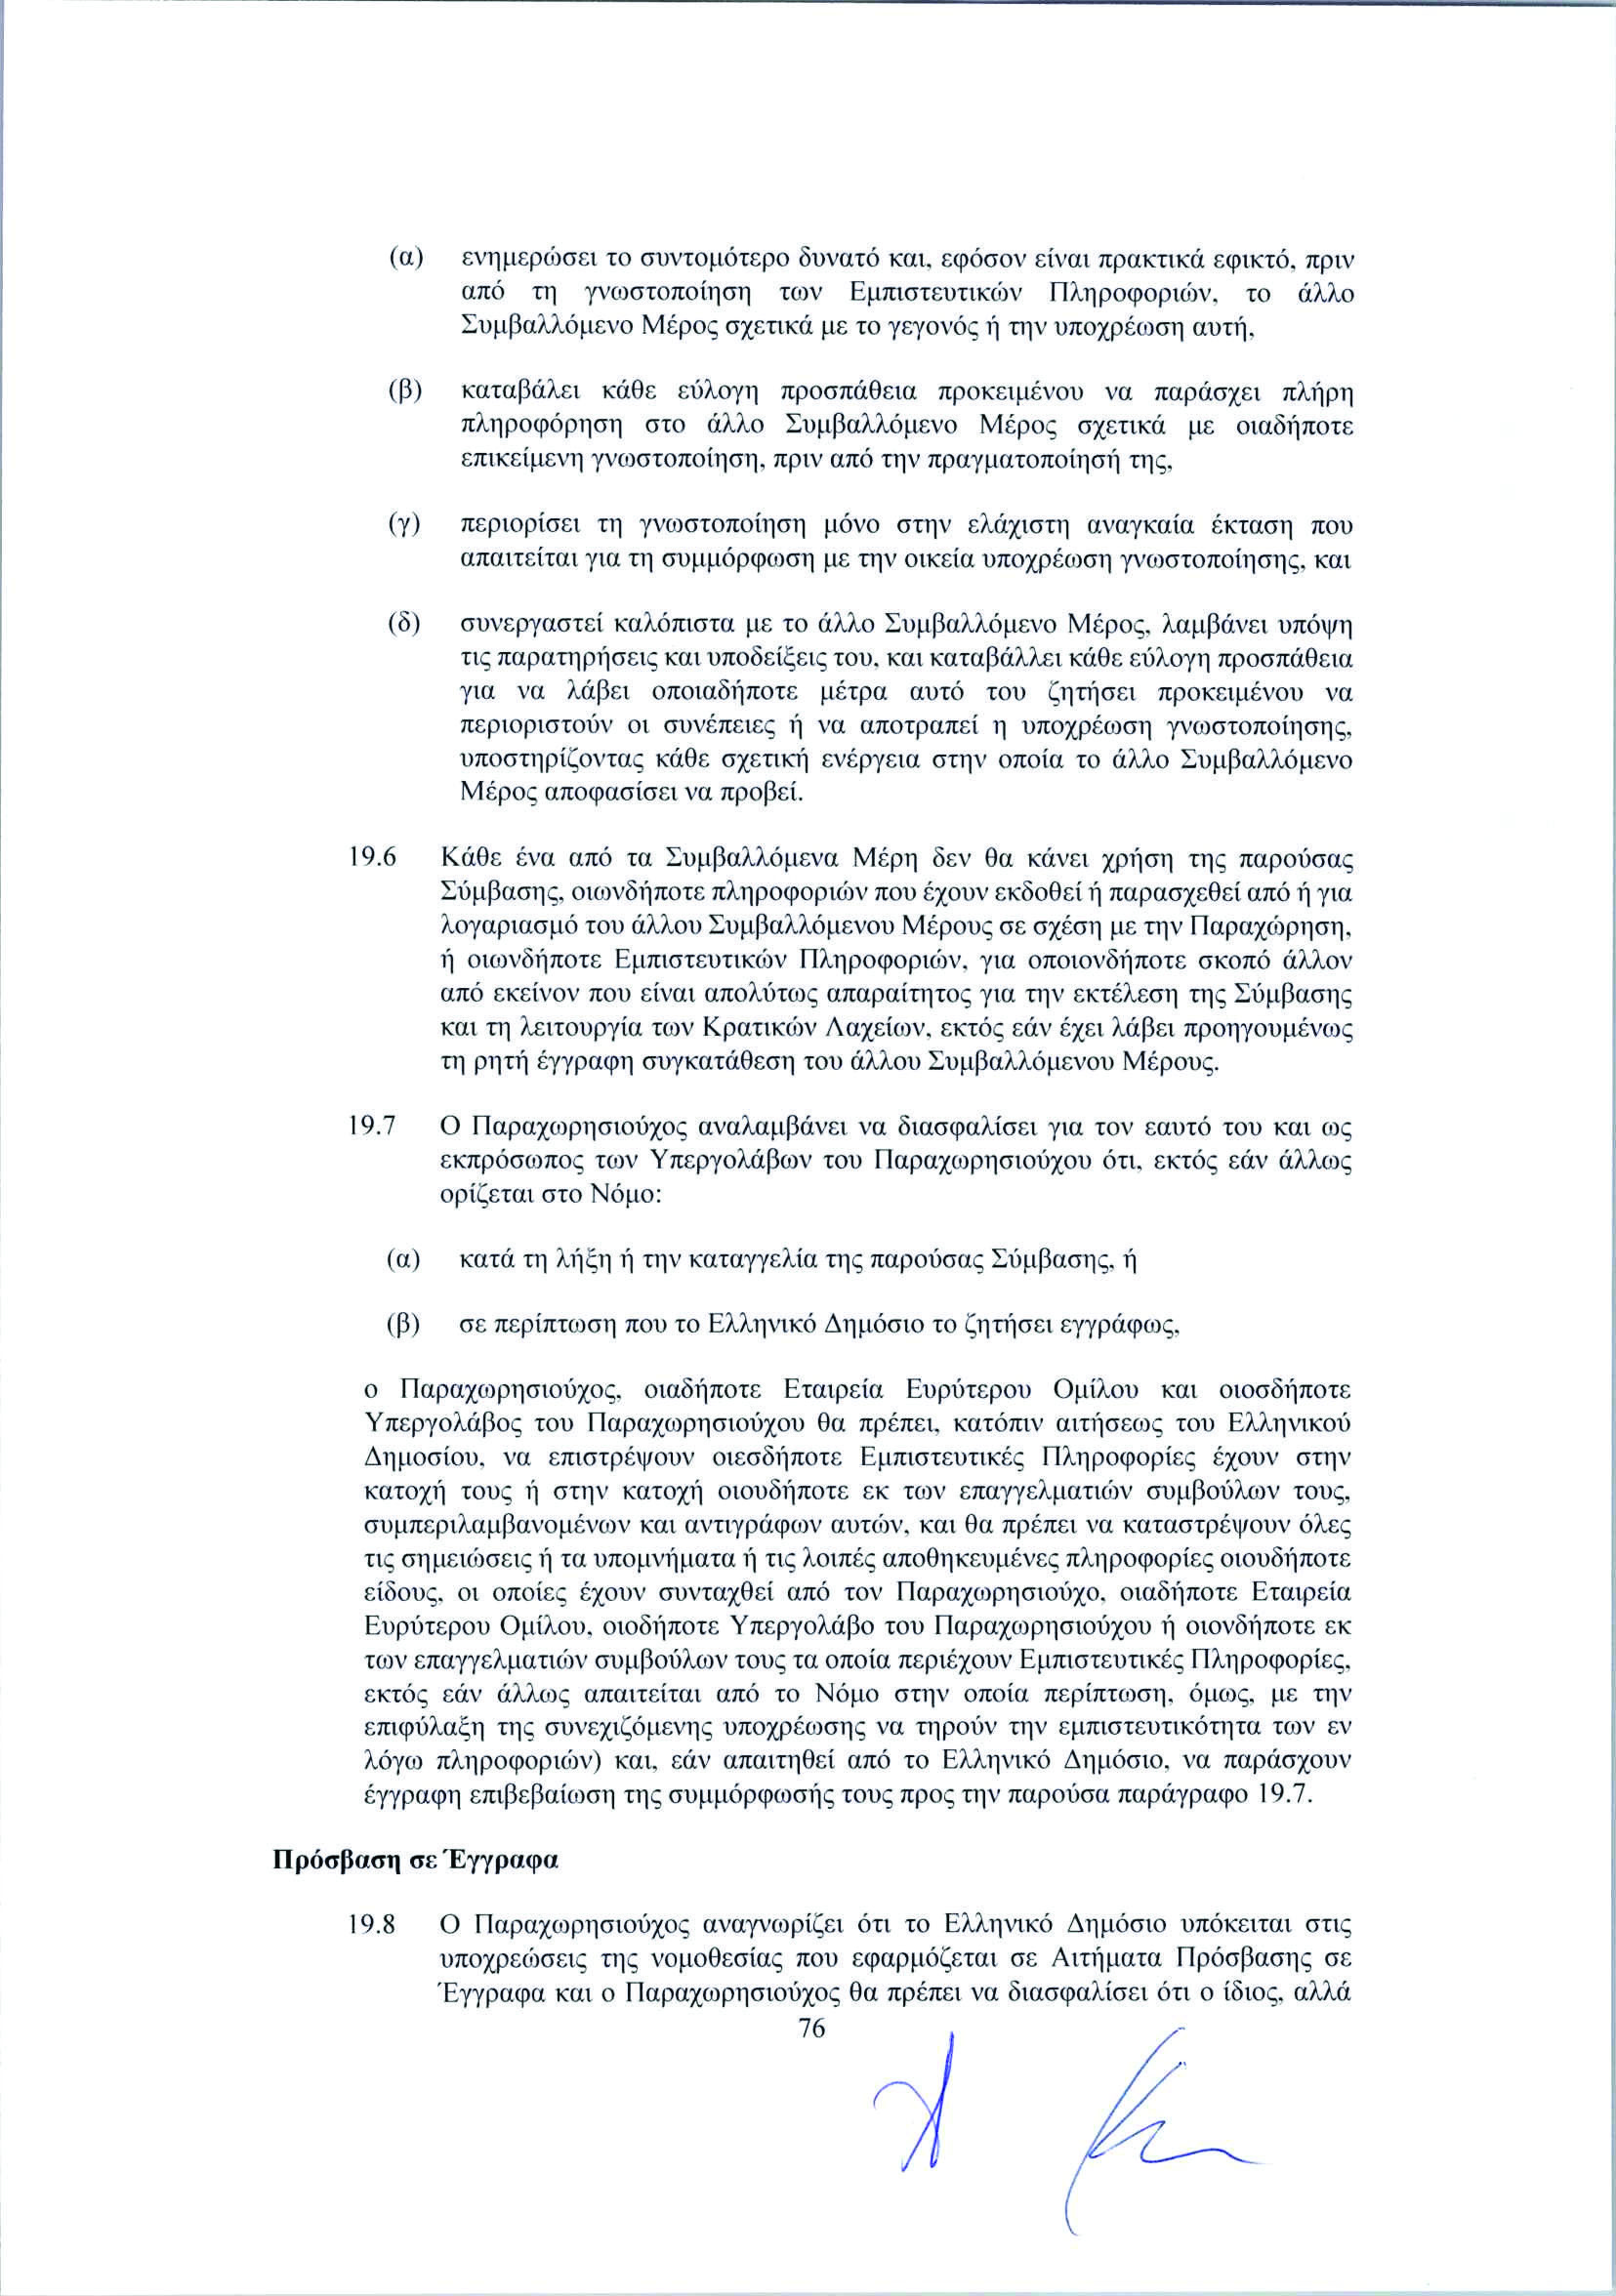 (α) ενημερώσει το συντομότερο δυνατό και, εφόσον είναι πρακτικά εφικτό, πριν
από τη γνωστοποίηση των Εμπιστευτικών Πληροφοριών, το άλλο
Συμβαλλόμενο Μέρος σχετικά με το γεγονός ή την υποχρέωση αυτή,
(β) καταβάλει κάθε εύλογη προσπάθεια προκειμένου να παράσχει πλήρη
πληροφόρηση στο άλλο Συμβαλλόμενο Μέρος σχετικά με οιαδήποτε
επικείμενη γνωστοποίηση, πριν από την πραγματοποίησή της,
(γ) περιορίσει τη γνωστοποίηση μόνο στην ελάχιστη αναγκαία έκταση που
απαιτείται για τη συμμόρφωση με την οικεία υποχρέωση γνωστοποίησης, και
(δ) συνεργαστεί καλόπιστα με το άλλο Συμβαλλόμενο Μέρος, λαμβάνει υπόψη
τις παρατηρήσεις και υποδείξεις του, και καταβάλλει κάθε εύλογη προσπάθεια
για να λάβει οποιαδήποτε μέτρα αυτό του ζητήσει προκειμένου να
περιοριστούν οι συνέπειες ή να αποτραπεί η υποχρέωση γνωστοποίησης,
υποστηρίζοντας κάθε σχετική ενέργεια στην οποία το άλλο Συμβαλλόμενο
Μέρος αποφασίσει να προβεί.
19.6 Κάθε ένα από τα Συμβαλλόμενα Μέρη δεν θα κάνει χρήση της παρούσας
Σύμβασης, οιωνδήποτε πληροφοριών που έχουν εκδοθεί ή παρασχεθεί από ή για
λογαριασμό του άλλου Συμβαλλόμενου Μέρους σε σχέση με την Παραχώρηση,
ή οιωνδήποτε Εμπιστευτικών Πληροφοριών, για οποιονδήποτε σκοπό άλλον
από εκείνον που είναι απολύτως απαραίτητος για την εκτέλεση της Σύμβασης
και τη λειτουργία των Κρατικών Λαχείων, εκτός εάν έχει λάβει προηγουμένως
τη ρητή έγγραφη συγκατάθεση του άλλου Συμβαλλόμενου Μέρους.
19.7 Ο Παραχωρησιούχος αναλαμβάνει να διασφαλίσει για τον εαυτό του και ως
εκπρόσωπος των Υπεργολάβων του Παραχωρησιούχου ότι, εκτός εάν άλλως
ορίζεται στο Νόμο:
(α) κατά τη λήξη ή την καταγγελία της παρούσας Σύμβασης, ή
(β) σε περίπτωση που το Ελληνικό Δημόσιο το ζητήσει εγγράφως,
ο Παραχωρησιούχος, οιαδήποτε Εταιρεία Ευρύτερου Ομίλου και οιοσδήποτε
Υπεργολάβος του Παραχωρησιούχου θα πρέπει, κατόπιν αιτήσεως του Ελληνικού
Δημοσίου, να επιστρέψουν οιεσδήποτε Εμπιστευτικές Πληροφορίες έχουν στην
κατοχή τους ή στην κατοχή οιουδήποτε εκ των επαγγελματιών συμβούλων τους,
συμπεριλαμβανομένων και αντιγράφων αυτών, και θα πρέπει να καταστρέψουν όλες
τις σημειώσεις ή τα υπομνήματα ή τις λοιπές αποθηκευμένες πληροφορίες οιουδήποτε
είδους, οι οποίες έχουν συνταχθεί από τον Παραχωρησιούχο, οιαδήποτε Εταιρεία
Ευρύτερου Ομίλου, οιοδήποτε Υπεργολάβο του Παραχωρησιούχου ή οιονδήποτε εκ
των επαγγελματιών συμβούλων τους τα οποία περιέχουν Εμπιστευτικές Πληροφορίες,
εκτός εάν άλλως απαιτείται από το Νόμο στην οποία περίπτωση, όμως, με την
επιφύλαξη της συνεχιζόμενης υποχρέωσης να τηρούν την εμπιστευτικότητα των εν
λόγω πληροφοριών) και, εάν απαιτηθεί από το Ελληνικό Δημόσιο, να παράσχουν
έγγραφη επιβεβαίωση της συμμόρφωσής τους προς την παρούσα παράγραφο 19.7.
Πρόσβαση σε Έγγραφα
19.8 Ο Παραχωρησιούχος αναγνωρίζει ότι το Ελληνικό Δημόσιο υπόκειται στις
υποχρεώσεις της νομοθεσίας που εφαρμόζεται σε Αιτήματα Πρόσβασης σε
Έγγραφα και ο Παραχωρησιούχος θα πρέπει να διασφαλίσει ότι ο ίδιος, αλλά
76